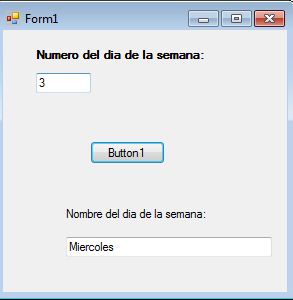 Form1
Numero del dia de la semana:
3
Button1
Nombre del dia de la semana:
Miercoles